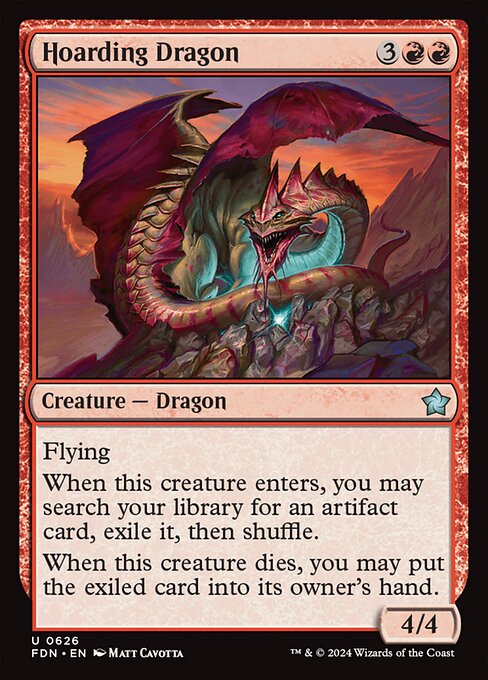 Hoarding Dragon 3
Creature — Dragon
Flying
When this creature enters, you may
search your library for an artifact
card, exile it, then shuffle.
When this creature dies, you may put
the exiled card into its owner's hand.
4/4
U 0626
FDN • EN Matt Cavotta
™ & © 2024 Wizards of the Coast